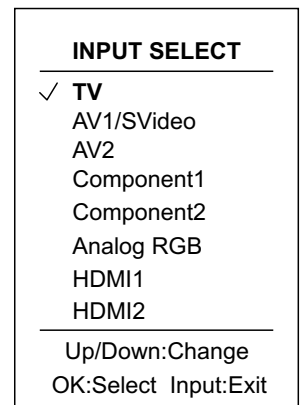 INPUT SELECT
✓ TV
AV1/SVideo
AV2
Component1
Component2
Analog RGB
HDMI1
HDMI2
Up/Down:Change
OK:Select Input:Exit